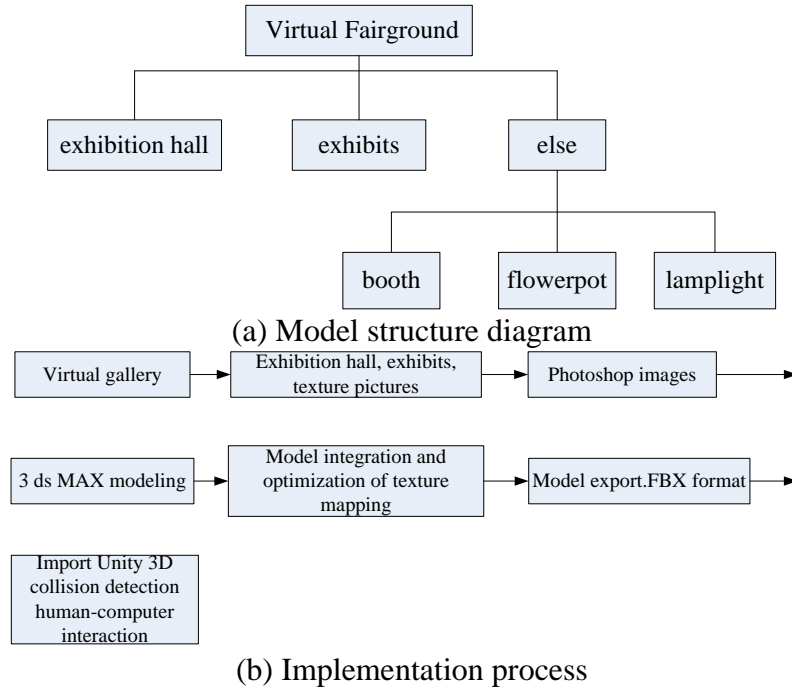 Virtual Fairground
exhibition hall
exhibits
else
booth
flowerpot
lamplight
(a) Model structure diagram
Virtual gallery
Exhibition hall, exhibits,
texture pictures
Photoshop images
3 ds MAX modeling
Model integration and
optimization of texture
mapping
Model export.FBX format
Import Unity 3D
collision detection
human-computer
interaction
(b) Implementation process